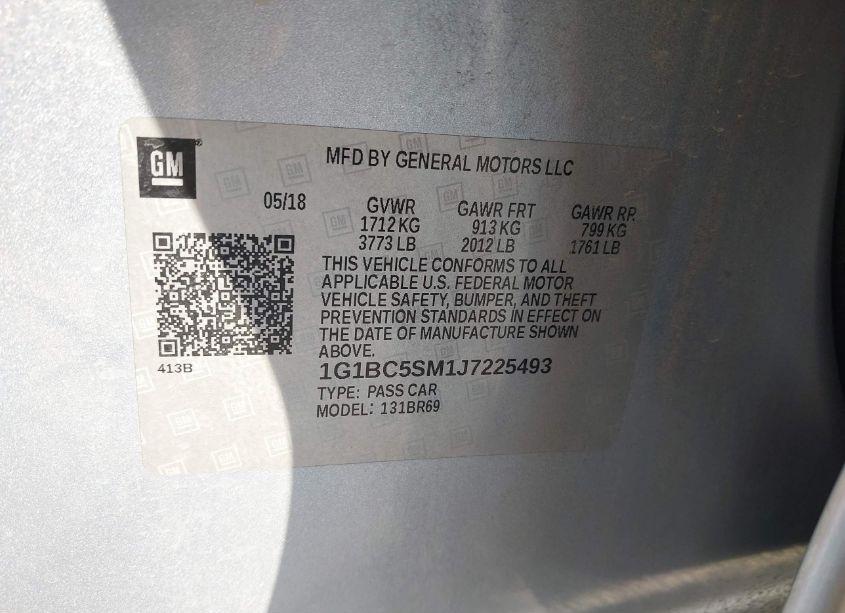 GM
MFD BY GENERAL MOTORS LLC
05/18
GVWR GAWR FRT GAWR RR
1712 KG 913 KG 799 KG
3773 LB 2012 LB 1761 LB
THIS VEHICLE CONFORMS TO ALL
APPLICABLE U.S. FEDERAL MOTOR
VEHICLE SAFETY, BUMPER, AND THEFT
PREVENTION STANDARDS IN EFFECT ON
THE DATE OF MANUFACTURE SHOWN
ABOVE.
413B
1G1BC5SM1J7225493
TYPE: PASS CAR
MODEL: 131BR69